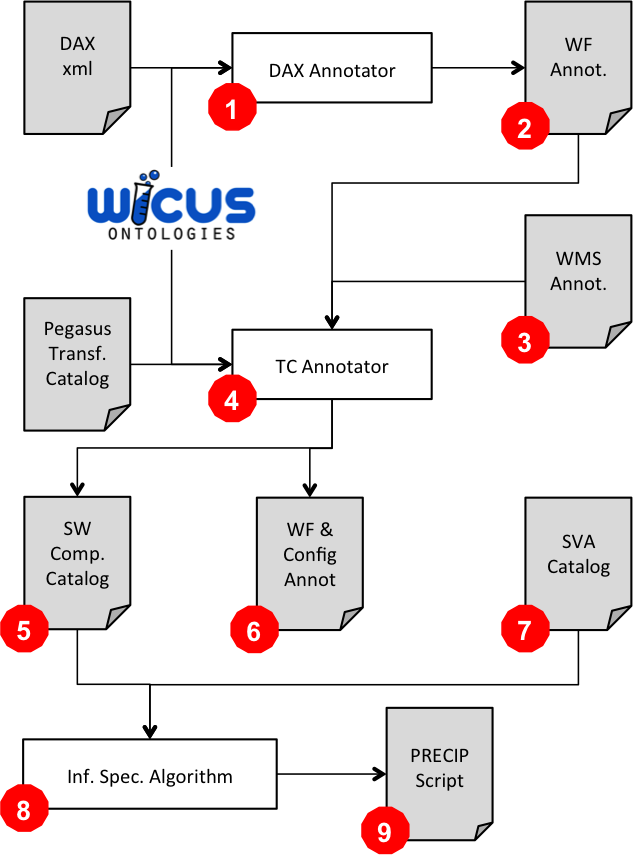 DAX
xml
DAX Annotator
1
WF
Annot.
2
WICUS
ONTOLOGIES
WMS
Annot.
3
Pegasus
Transf.
Catalog
TC Annotator
4
SW
Comp.
Catalog
5
WF &
Config
Annot
6
SVA
Catalog
7
Inf. Spec. Algorithm
8
PRECIP
Script
9